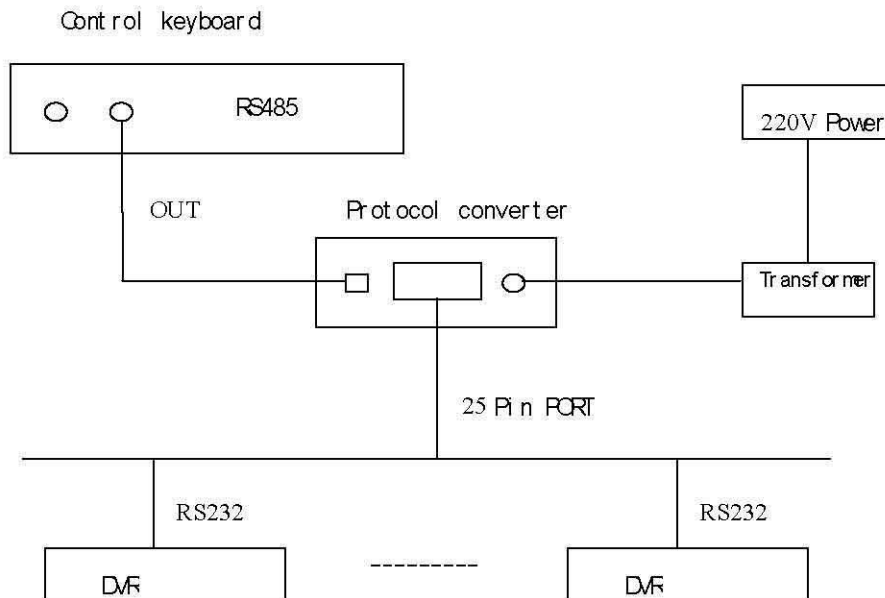 Control keyboard
RS485
220V Power
OUT
Protocol converter
Transformer
25 Pin PORT
RS232
RS232
---------
DVR
DVR